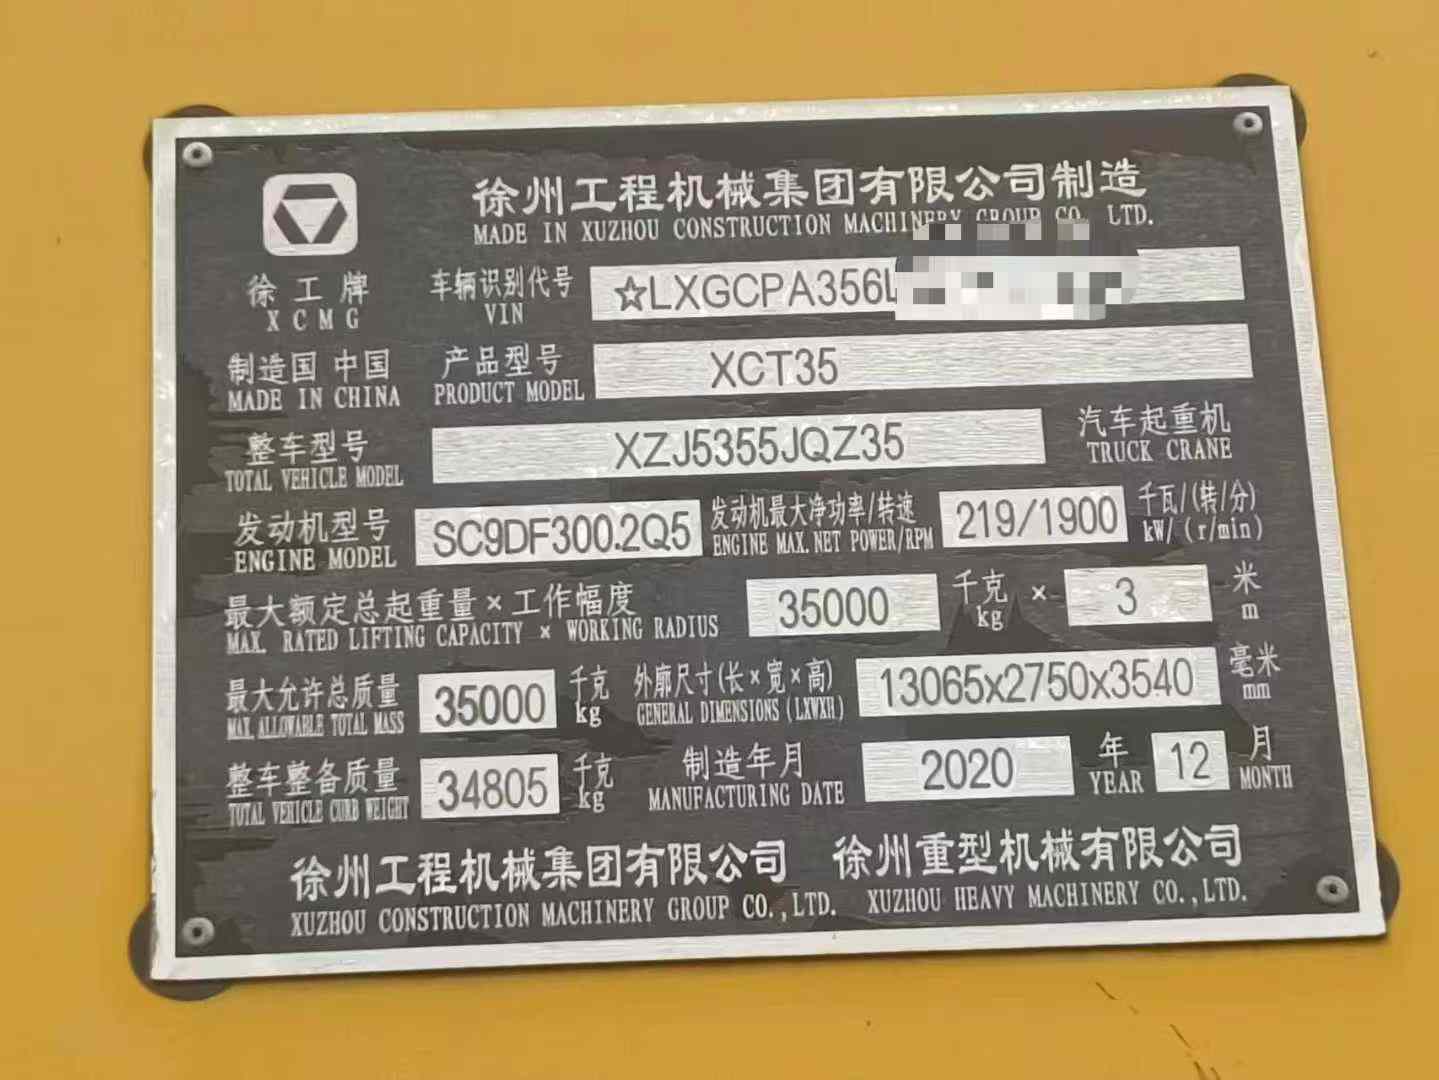 徐州工程机械集团有限公司制造
MADE IN XUZHOU CONSTRUCTION MACHINERY GROUP CO. LTD.
徐工牌
XCMG
车辆识别代号
VIN
☆LXGCPA356L
制造国 中国
MADE IN CHINA
产品型号
PRODUCT MODEL
XCT35
整车型号
TOTAL VEHICLE MODEL
XZJ5355JQZ35
汽车起重机
TRUCK CRANE
发动机型号
ENGINE MODEL
SC9DF300.2Q5
发动机最大净功率/转速
ENGINE MAX.NET POWER/RPM
219/1900
千瓦/(转/分)
kW/(r/min)
最大额定总起重量×工作幅度
MAX. RATED LIFTING CAPACITY × WORKING RADIUS
35000
千克
kg
×
3
米
m
最大允许总质量
MAX.ALLOWABLE TOTAL MASS
35000
千克
kg
外廓尺寸(长×宽×高)
GENERAL DIMENSIONS(LXWXH)
13065x2750x3540
毫米
mm
整车整备质量
TOTAL VEHICLE CURB WEIGHT
34805
千克
kg
制造年月
MANUFACTURING DATE
2020
年
YEAR
12
月
MONTH
徐州工程机械集团有限公司 徐州重型机械有限公司
XUZHOU CONSTRUCTION MACHINERY GROUP CO.,LTD. XUZHOU HEAVY MACHINERY CO.,LTD.